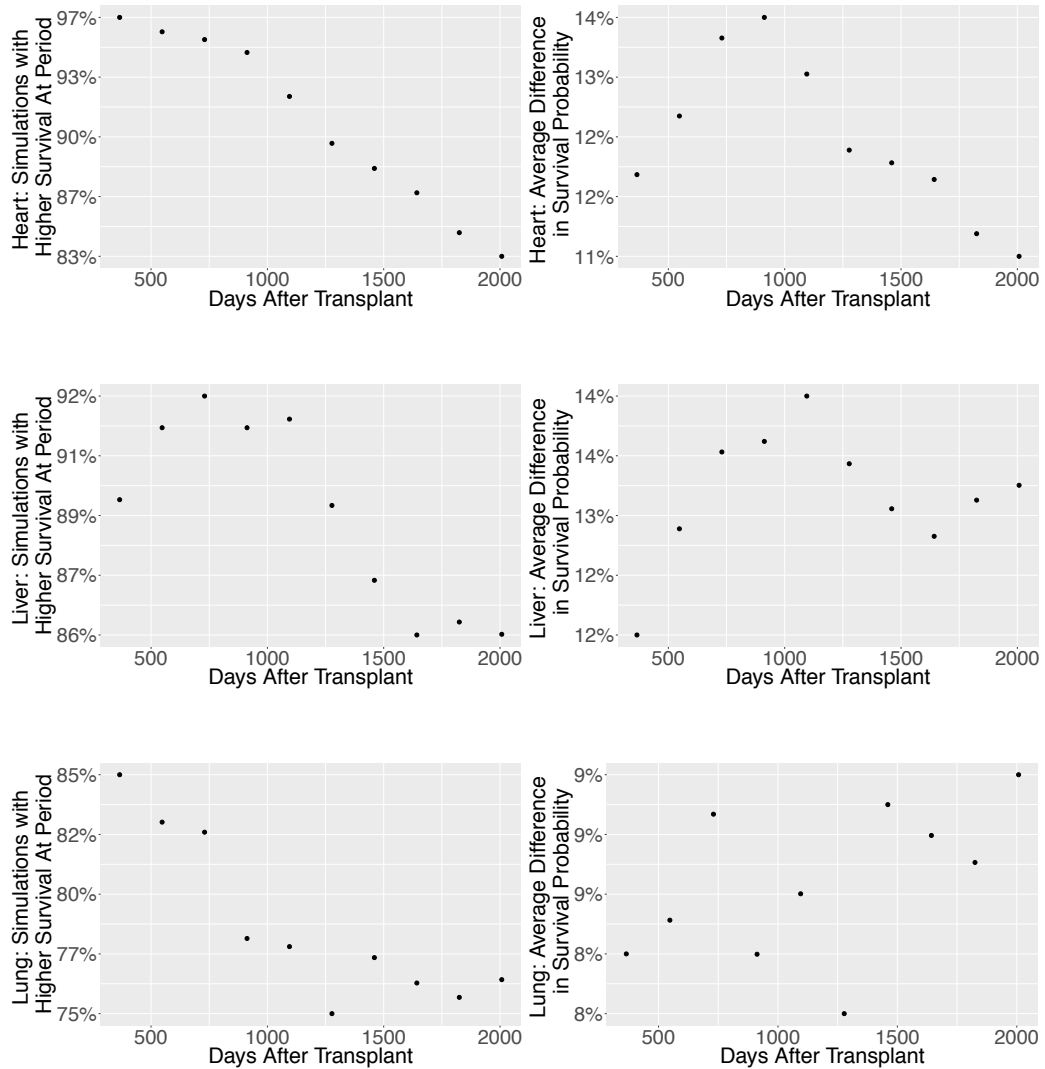 Heart: Simulations with
Higher Survival At Period
97%
93%
90%
87%
83%
500 1000 1500 2000
Days After Transplant
Heart: Average Difference
in Survival Probability
14%
13%
12%
12%
11%
500 1000 1500 2000
Days After Transplant
Liver: Simulations with
Higher Survival At Period
92%
91%
89%
87%
86%
500 1000 1500 2000
Days After Transplant
Liver: Average Difference
in Survival Probability
14%
14%
13%
12%
12%
500 1000 1500 2000
Days After Transplant
Lung: Simulations with
Higher Survival At Period
85%
82%
80%
77%
75%
500 1000 1500 2000
Days After Transplant
Lung: Average Difference
in Survival Probability
9%
9%
9%
8%
8%
500 1000 1500 2000
Days After Transplant